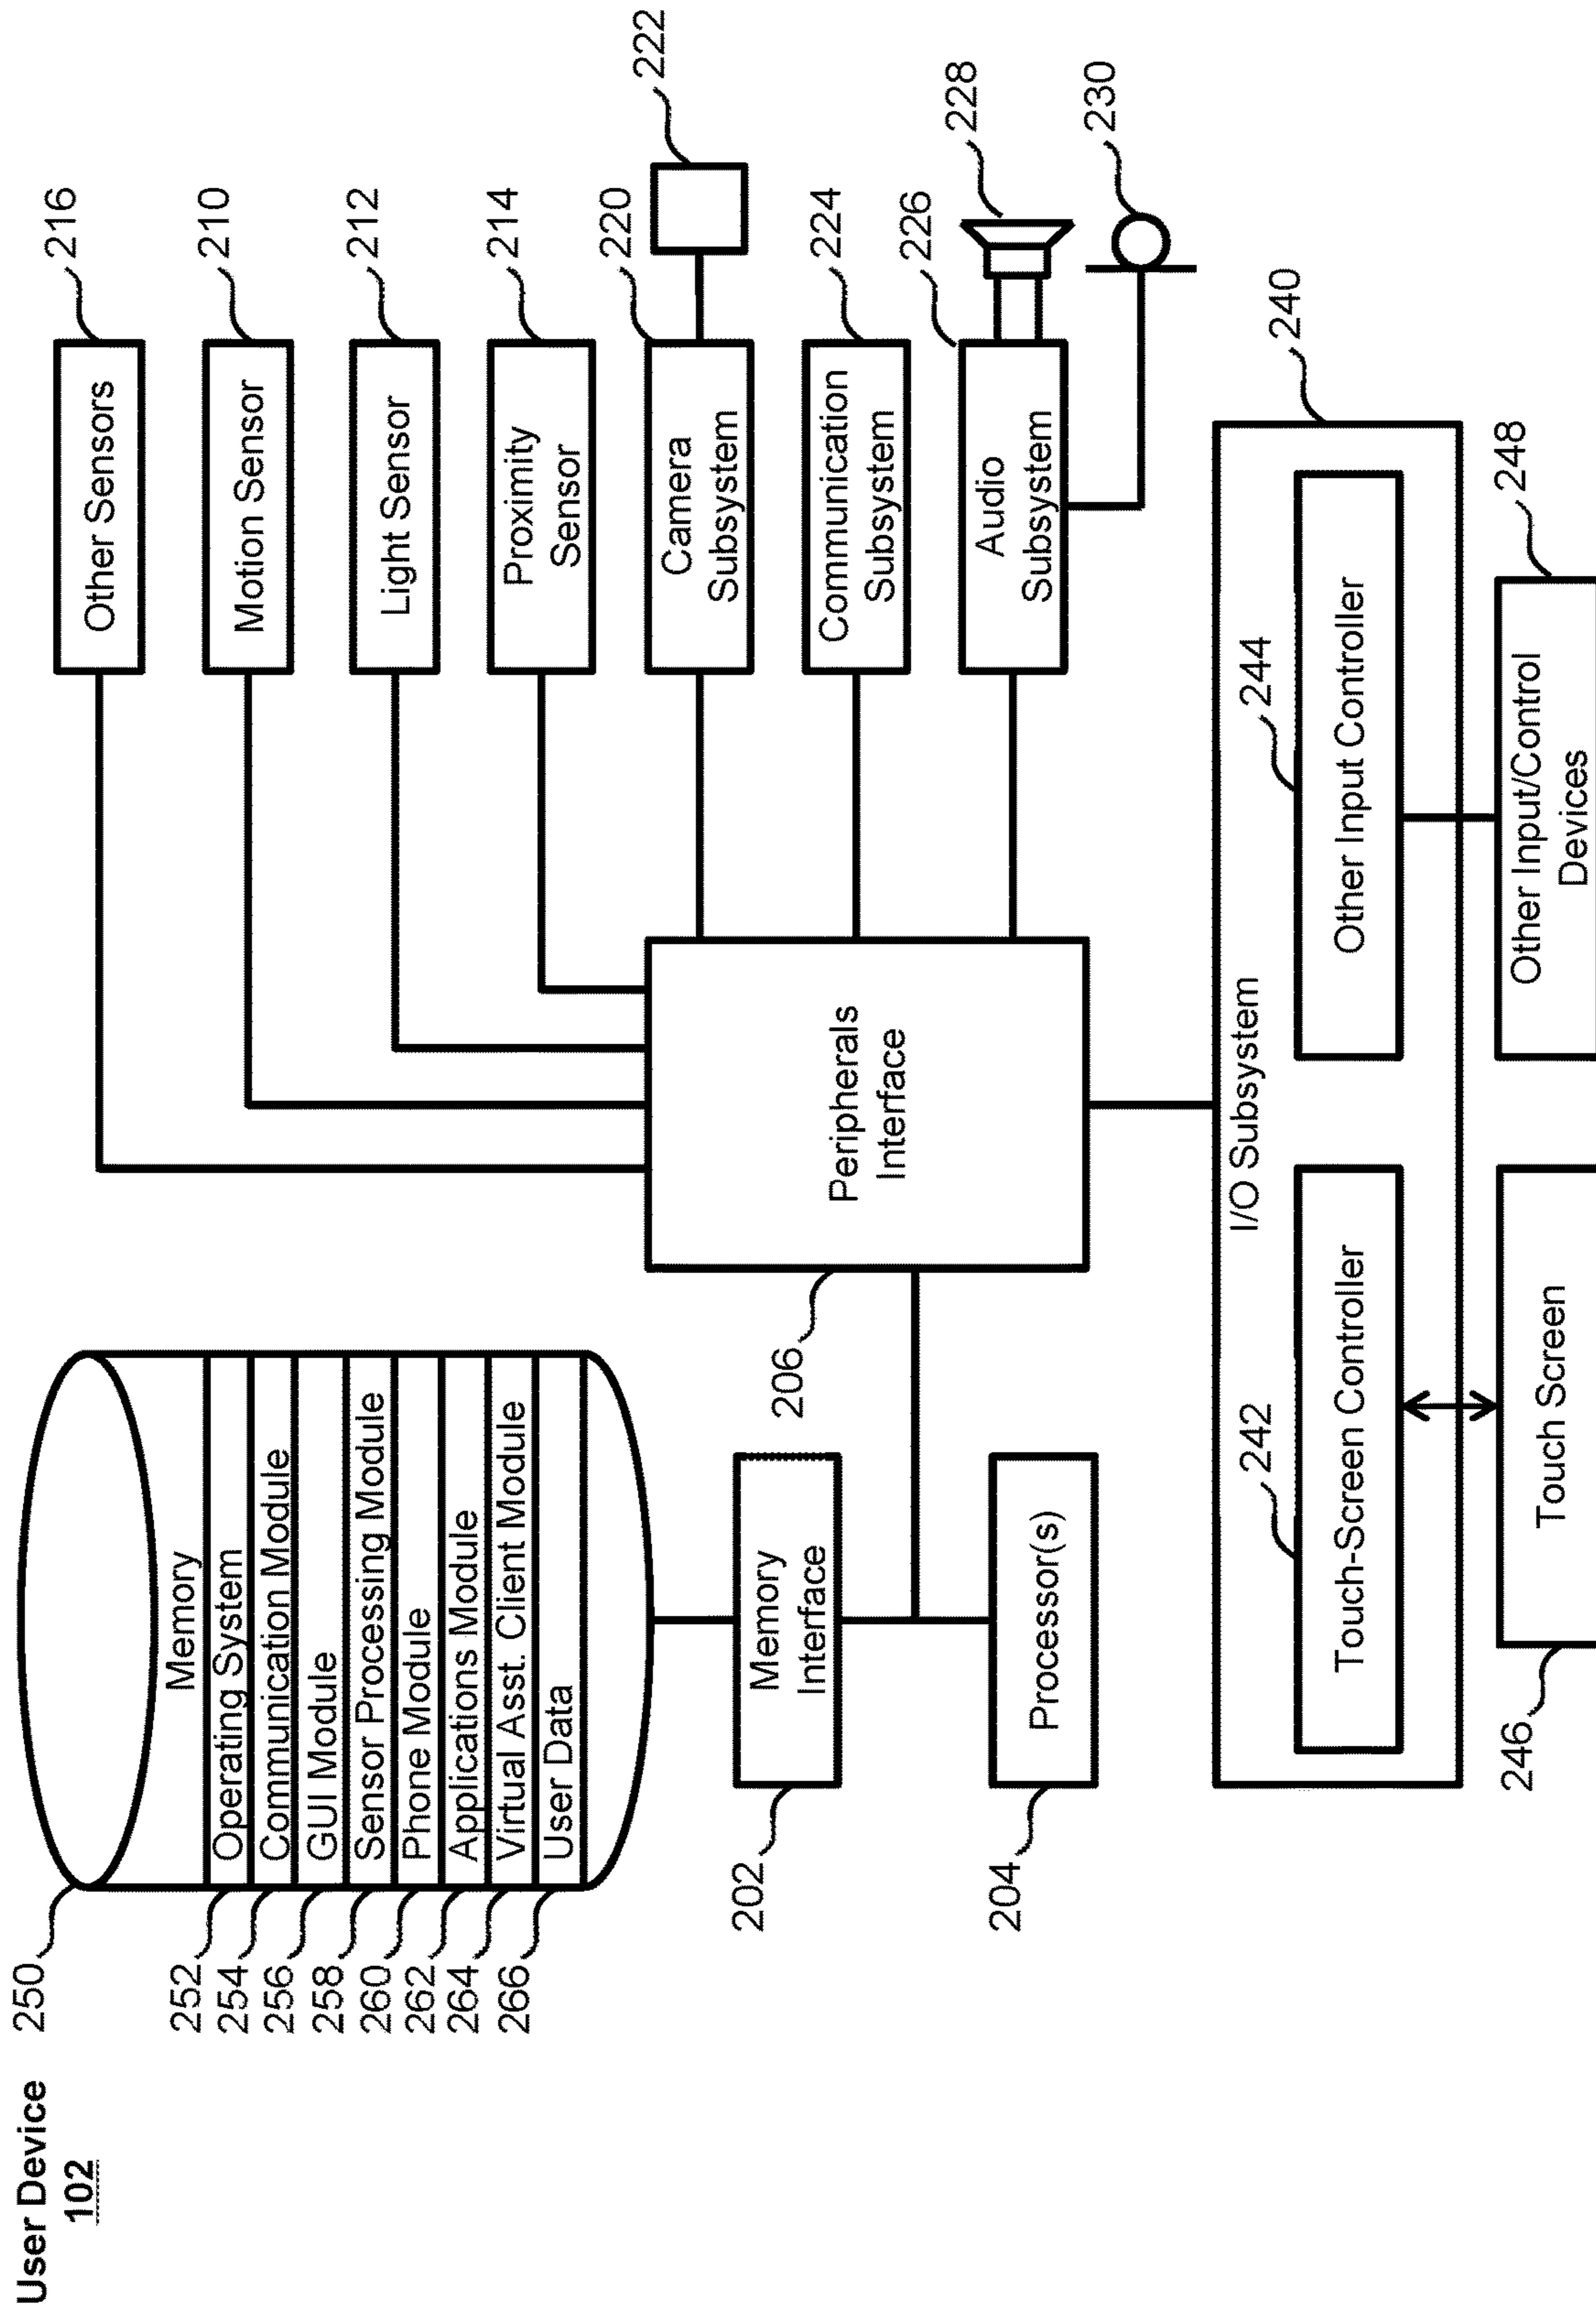 User Device
102
250
Memory
252
Operating System
254
Communication Module
256
GUI Module
258
Sensor Processing Module
260
Phone Module
262
Applications Module
264
Virtual Asst. Client Module
266
User Data
202
Memory
Interface
204
Processor(s)
206
Peripherals
Interface
Other Sensors
216
Motion Sensor
210
Light Sensor
212
Proximity
Sensor
214
Camera
Subsystem
220
222
Communication
Subsystem
224
Audio
Subsystem
226
228
230
I/O Subsystem
240
242
Touch-Screen Controller
244
Other Input Controller
246
Touch Screen
Other Input/Control
Devices
248